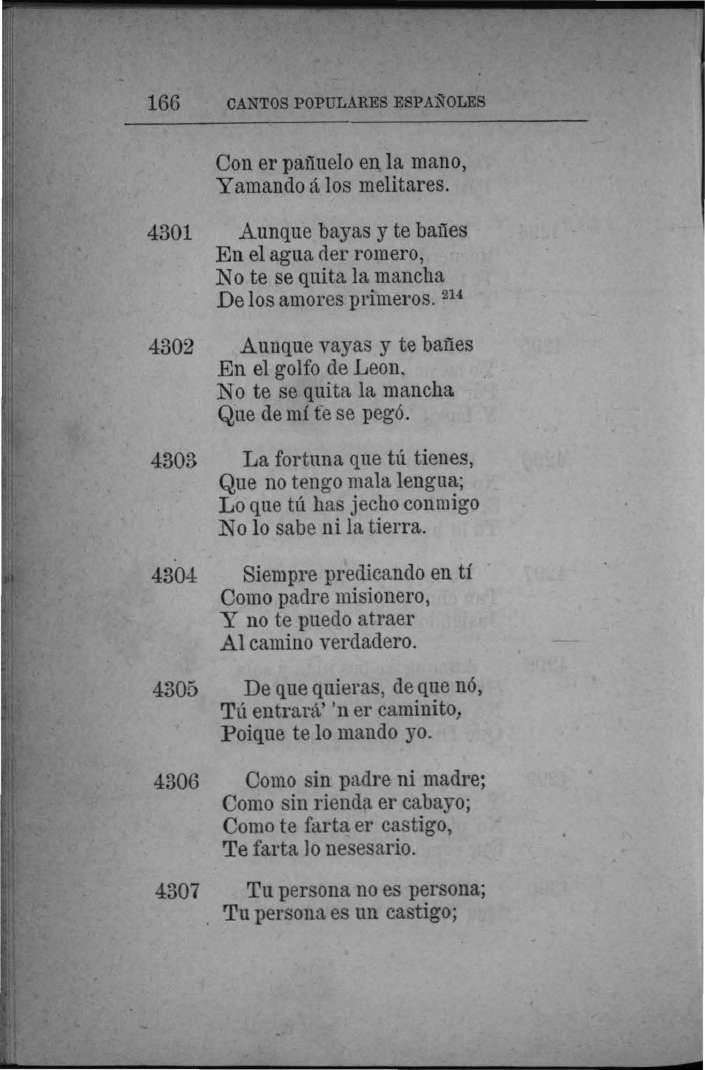 166 CANTOS POPULARES ESPAÑOLES
Con er pañuelo en la mano,
Yamando á los melitares.
4301 Aunque bayas y te bañes
En el agua der romero,
No te se quita la mancha
De los amores primeros. 214
4302 Aunque vayas y te bañes
En el golfo de Leon,
No te se quita la mancha
Que de mí te se pegó.
4303 La fortuna que tú tienes,
Que no tengo mala lengua;
Lo que tú has jecho conmigo
No lo sabe ni la tierra.
4304 Siempre predicando en tí
Como padre misionero,
Y no te puedo atraer
Al camino verdadero.
4305 De que quieras, de que nó,
Tú entrará' 'n er caminito,
Poique te lo mando yo.
4306 Como sin padre ni madre;
Como sin rienda er cabayo;
Como te farta er castigo,
Te farta lo nesesario.
4307 Tu persona no es persona;
Tu persona es un castigo;